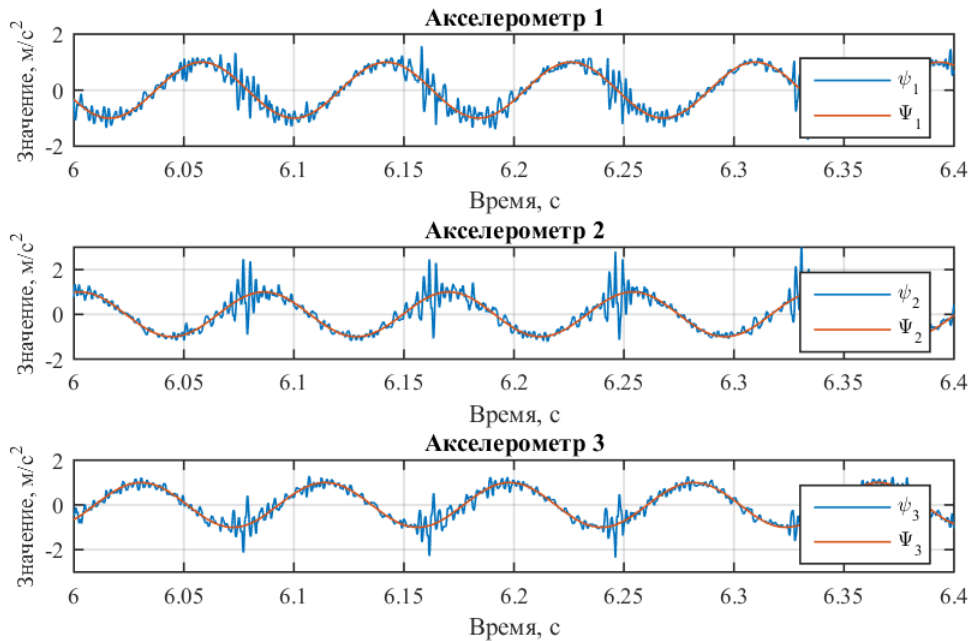 Акселерометр 1
Значение, м/с²
2
0
-2
ψ₁
Ψ₁
6 6.05 6.1 6.15 6.2 6.25 6.3 6.35 6.4
Время, с
Акселерометр 2
Значение, м/с²
2
0
-2
ψ₂
Ψ₂
6 6.05 6.1 6.15 6.2 6.25 6.3 6.35 6.4
Время, с
Акселерометр 3
Значение, м/с²
2
0
-2
ψ₃
Ψ₃
6 6.05 6.1 6.15 6.2 6.25 6.3 6.35 6.4
Время, с